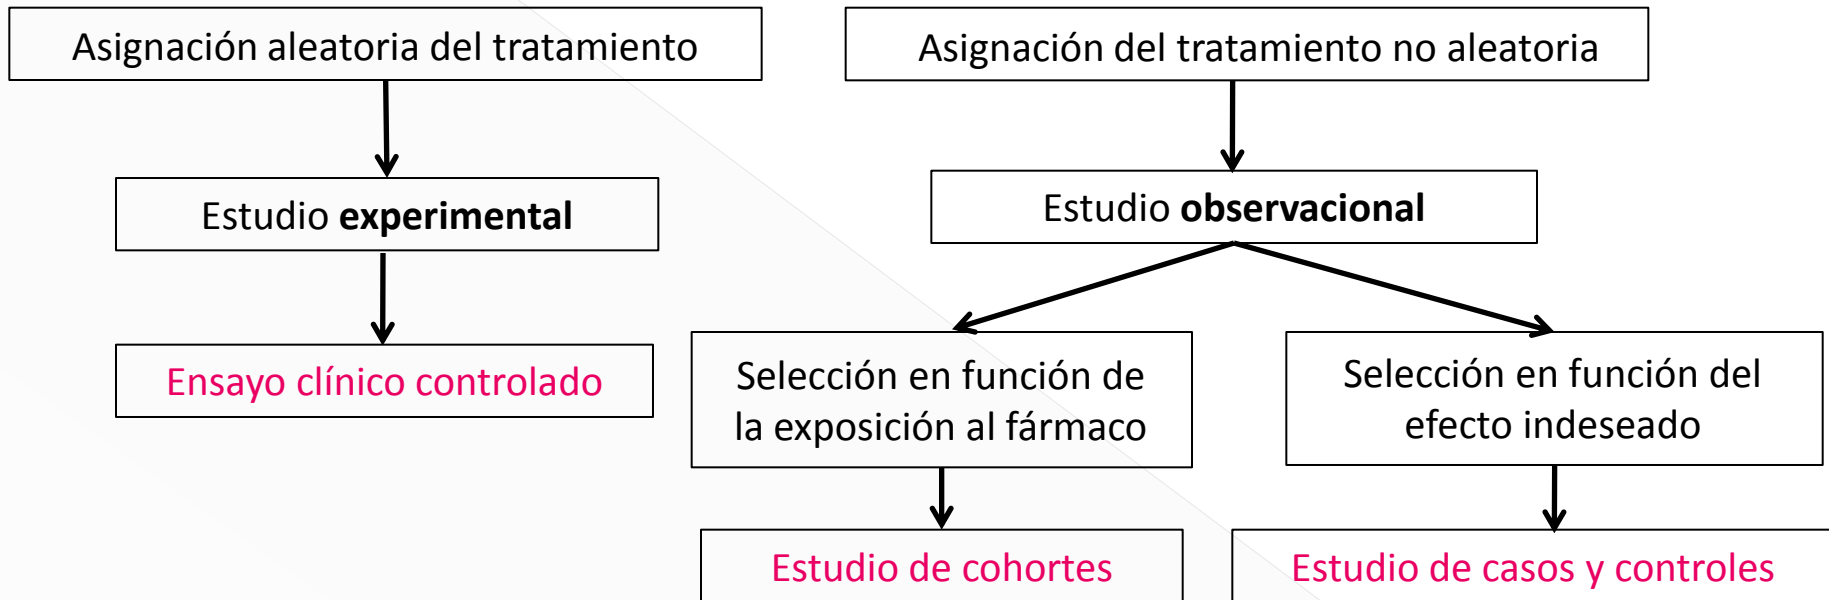 Asignación aleatoria del tratamiento
Asignación del tratamiento no aleatoria
Estudio experimental
Estudio observacional
Ensayo clínico controlado
Selección en función de
la exposición al fármaco
Selección en función del
efecto indeseado
Estudio de cohortes
Estudio de casos y controles